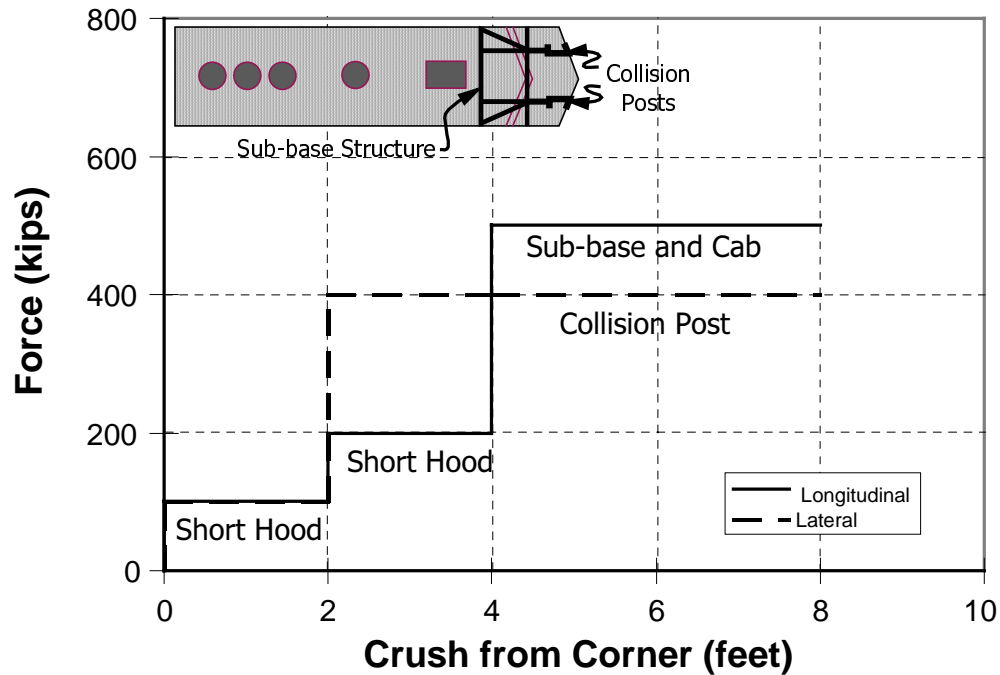 800
600
400
200
0
Force (kips)
Collision
Posts
Sub-base Structure
Sub-base and Cab
Collision Post
Short Hood
Short Hood
Longitudinal
Lateral
0 2 4 6 8 10
Crush from Corner (feet)